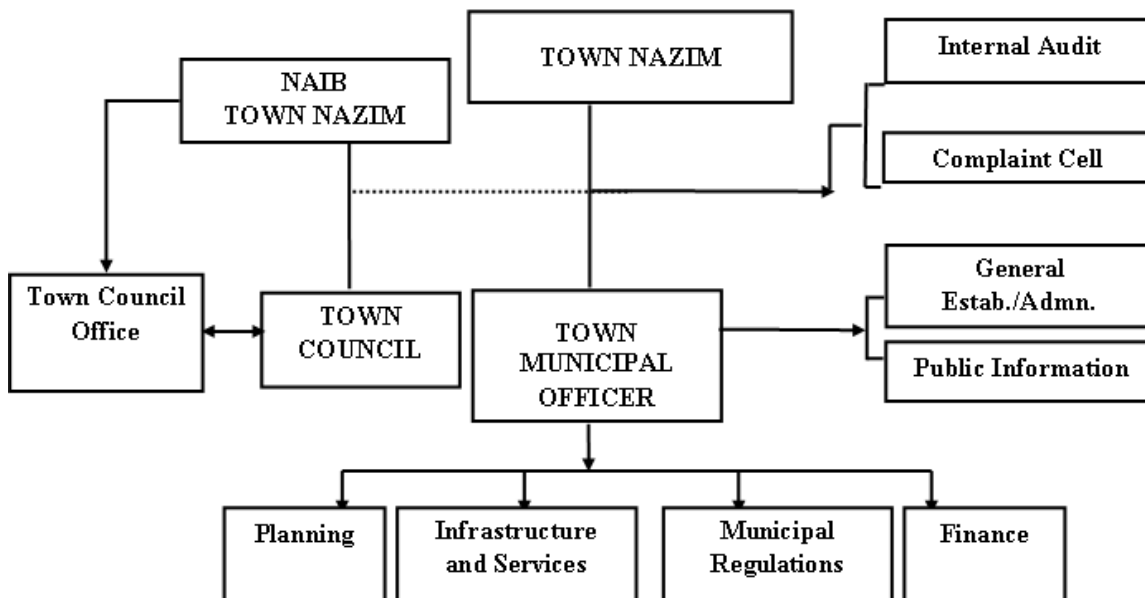 TOWN NAZIM
Internal Audit
NAIB
TOWN NAZIM
Complaint Cell
General
Estab./Admn.
Town Council
Office
TOWN
COUNCIL
TOWN
MUNICIPAL
OFFICER
Public Information
Planning
Infrastructure
and Services
Municipal
Regulations
Finance